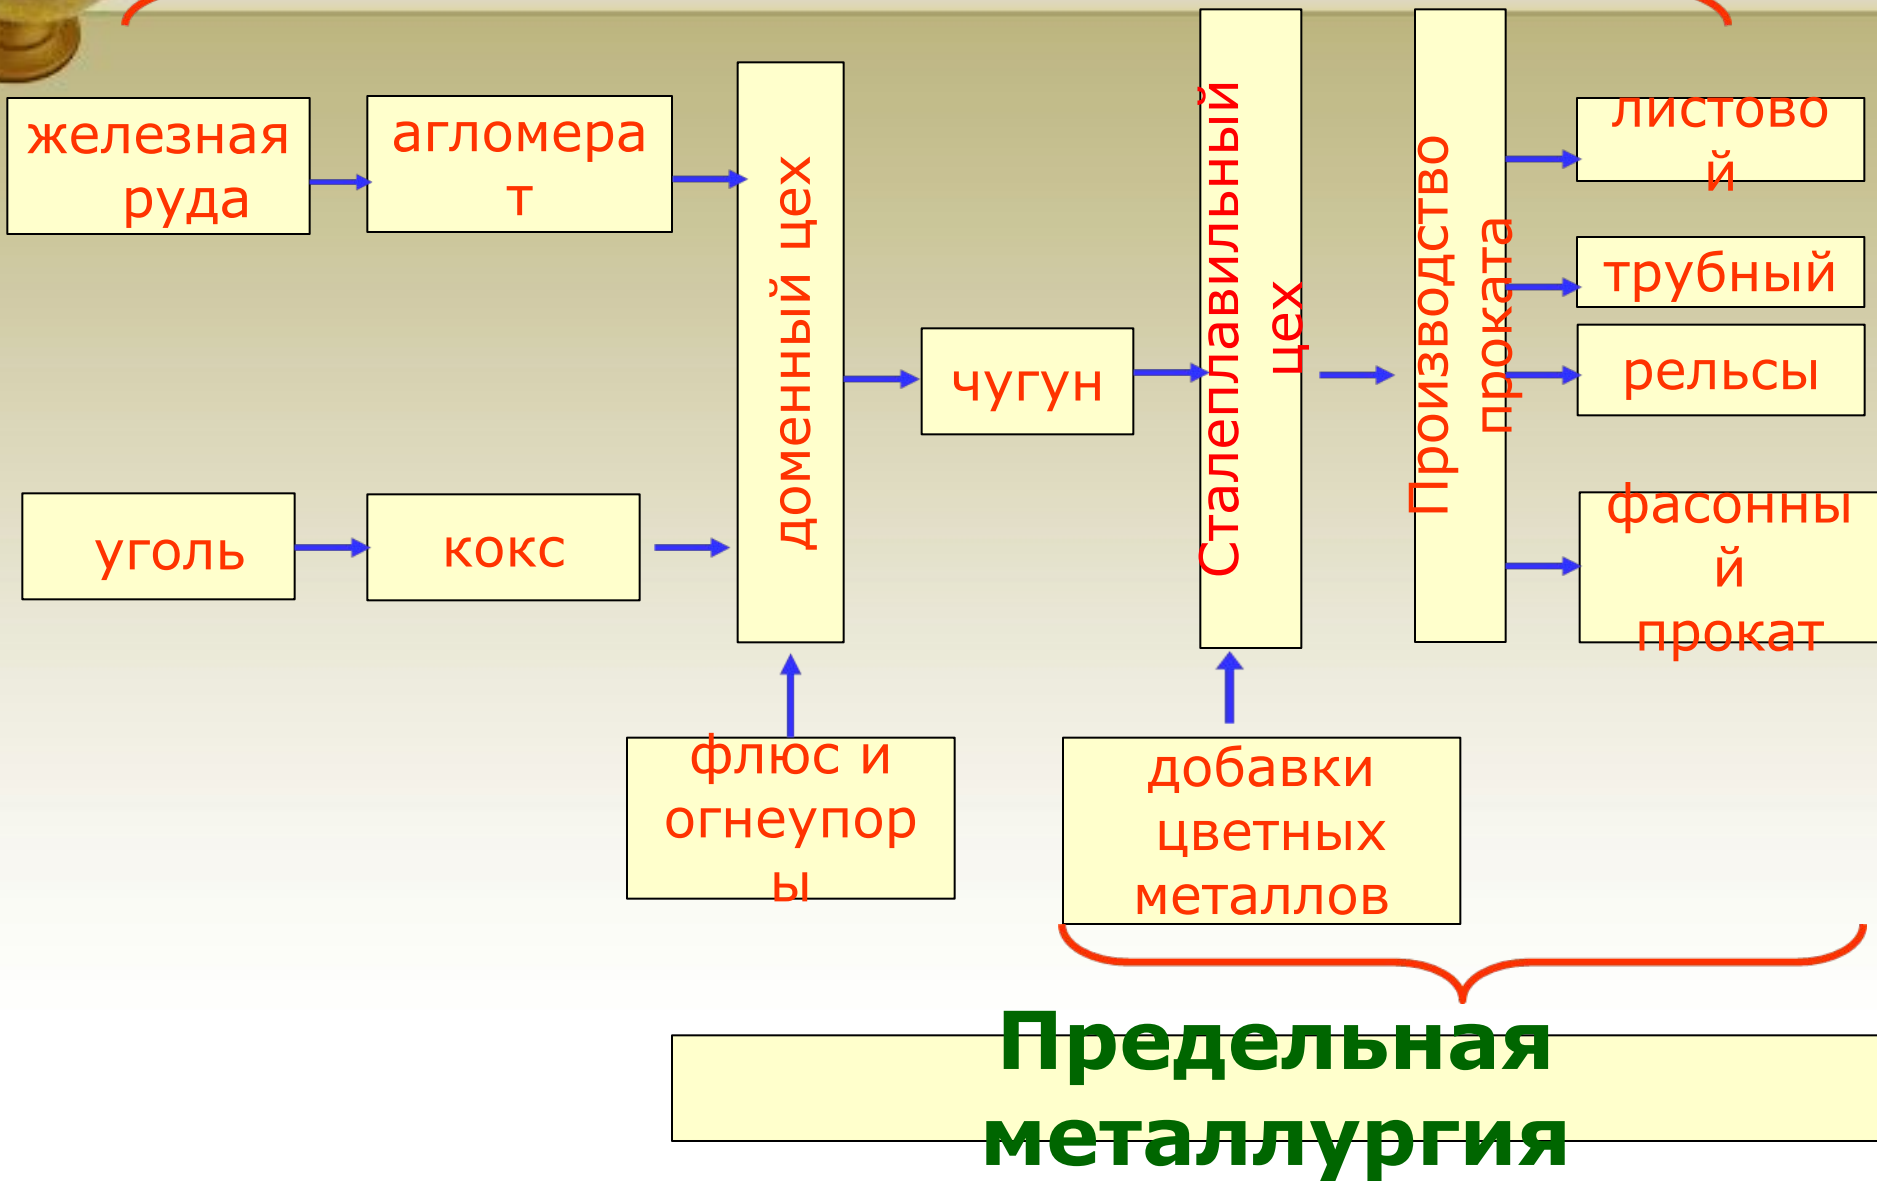 железная
руда
агломера
т
доменный цех
Сталеплавильный
цех
Производство
проката
листово
й
трубный
рельсы
чугун
уголь
кокс
фасонны
й
прокат
флюс и
огнеупор
ы
добавки
цветных
металлов
Предельная
металлургия